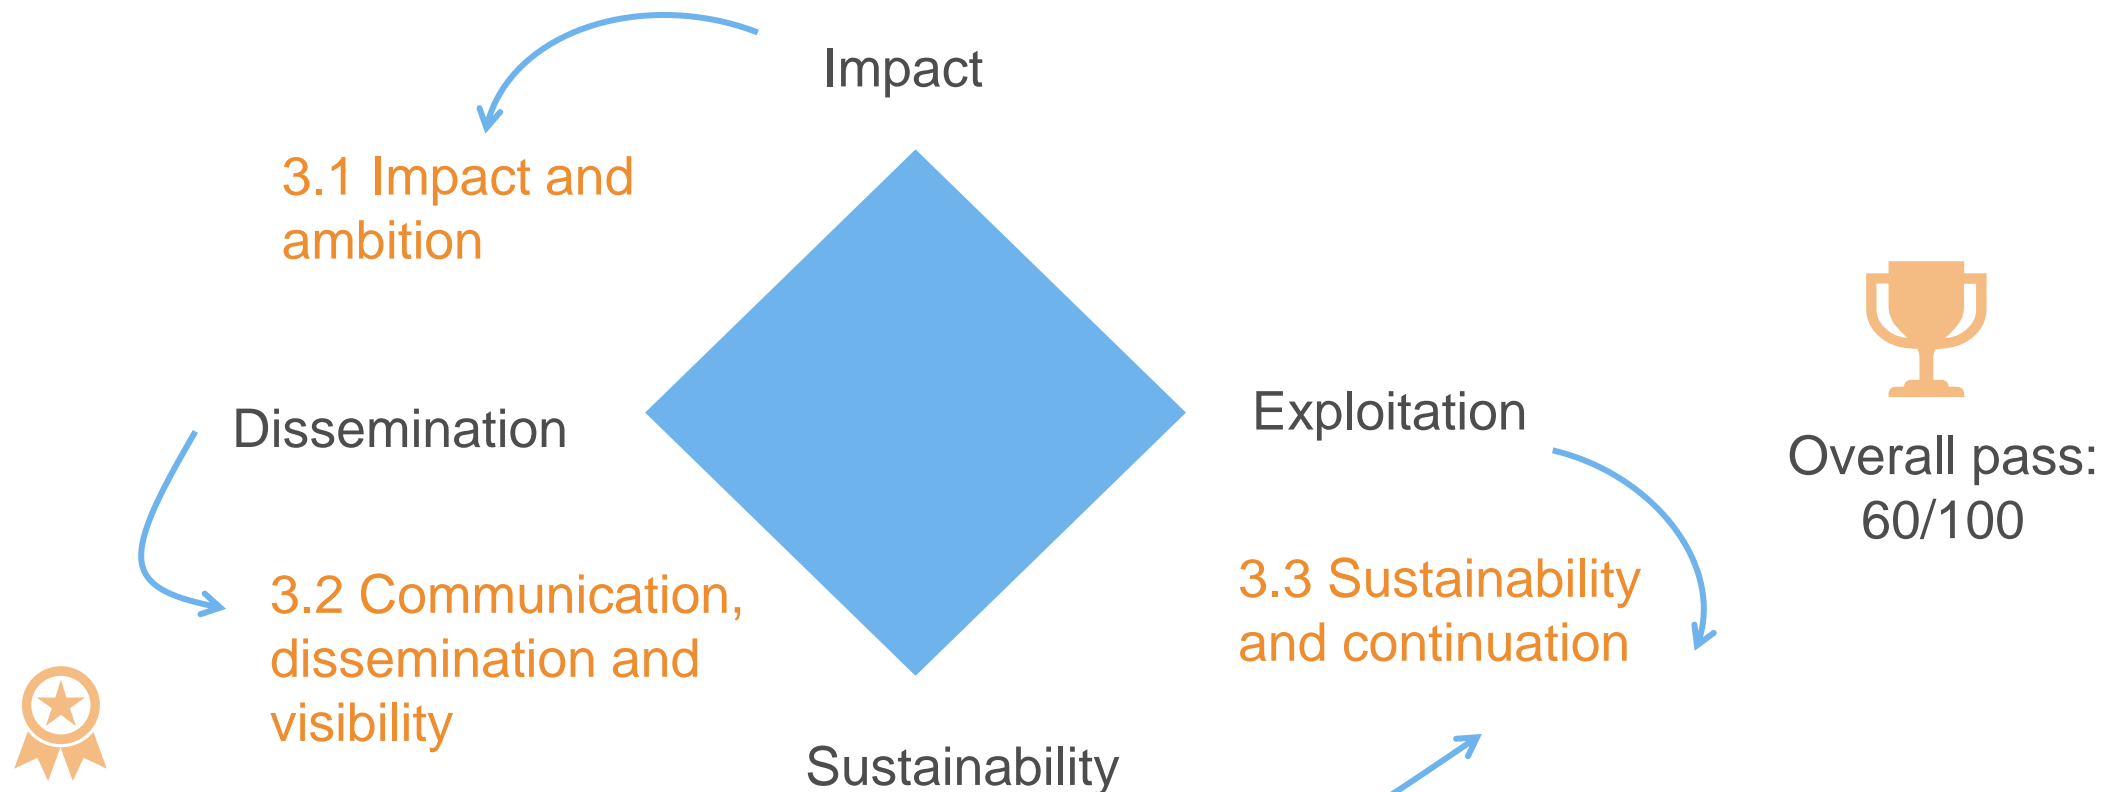 Impact
3.1 Impact and
ambition
Dissemination
Exploitation
Overall pass:
60/100
3.2 Communication,
dissemination and
visibility
3.3 Sustainability
and continuation
Sustainability